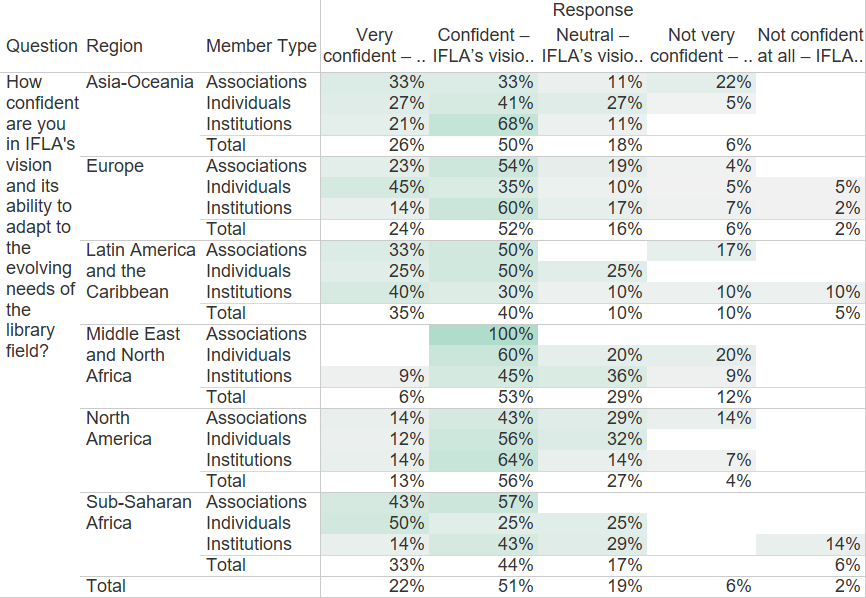 Response
Question Region Member Type Very confident – .. Confident – IFLA's visio.. Neutral – IFLA's visio.. Not very confident – .. Not confident at all – IFLA..
How confident are you in IFLA's vision and its ability to adapt to the evolving needs of the library field?
Asia-Oceania Associations 33% 33% 11% 22%
Individuals 27% 41% 27% 5%
Institutions 21% 68% 11%
Total 26% 50% 18% 6%
Europe Associations 23% 54% 19% 4%
Individuals 45% 35% 10% 5% 5%
Institutions 14% 60% 17% 7% 2%
Total 24% 52% 16% 6% 2%
Latin America and the Caribbean Associations 33% 50% 17%
Individuals 25% 50% 25%
Institutions 40% 30% 10% 10% 10%
Total 35% 40% 10% 10% 5%
Middle East and North Africa Associations 100%
Individuals 60% 20% 20%
Institutions 9% 45% 36% 9%
Total 6% 53% 29% 12%
North America Associations 14% 43% 29% 14%
Individuals 12% 56% 32%
Institutions 14% 64% 14% 7%
Total 13% 56% 27% 4%
Sub-Saharan Africa Associations 43% 57%
Individuals 50% 25% 25%
Institutions 14% 43% 29% 14%
Total 33% 44% 17% 6%
Total 22% 51% 19% 6% 2%